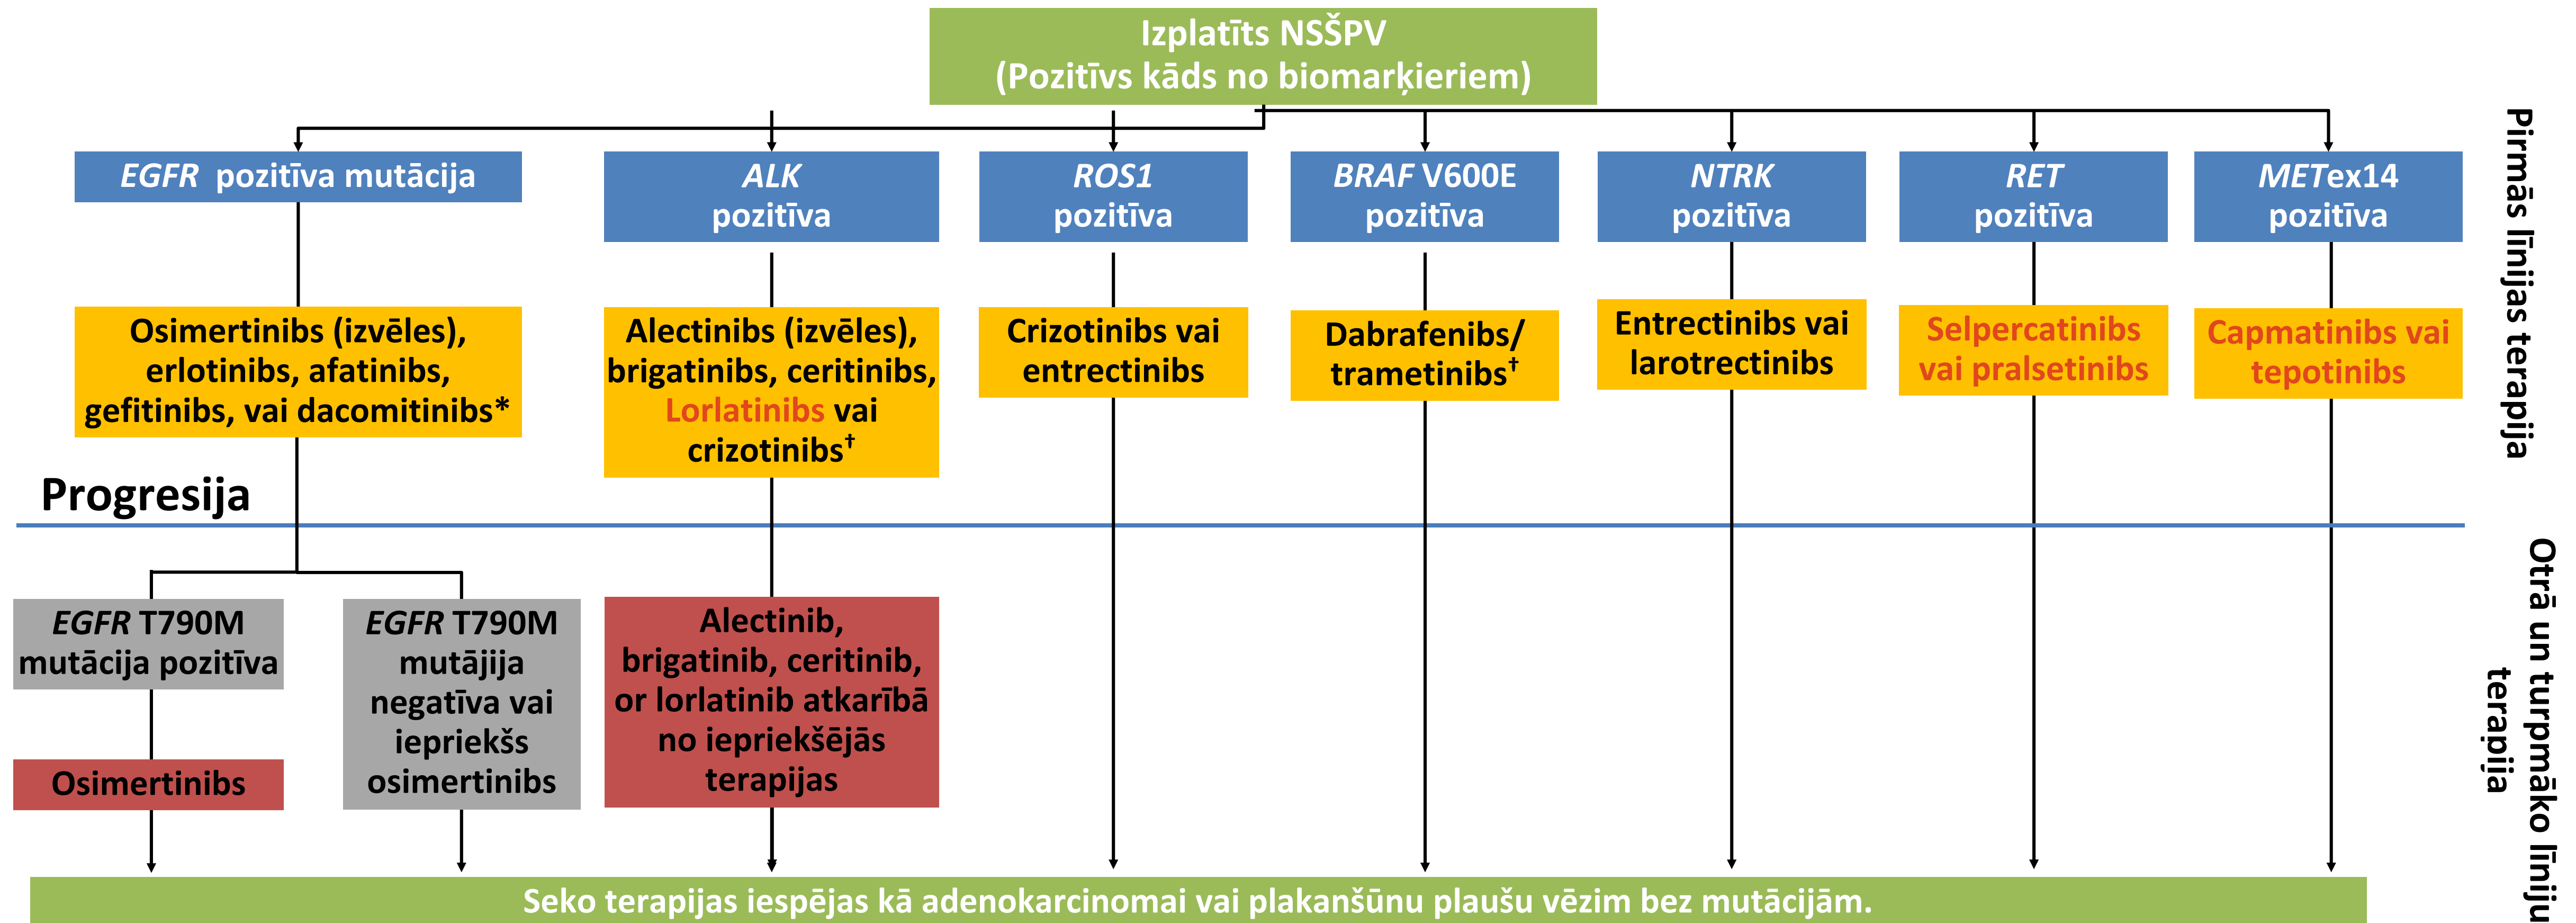 Izplatīts NSŠPV
(Pozitīvs kāds no biomarķieriem)
EGFR pozitīva mutācija
ALK
pozitīva
ROS1
pozitīva
BRAF V600E
pozitīva
NTRK
pozitīva
RET
pozitīva
METex14
pozitīva
Pirmās līnijas terapija
Osimertinibs (izvēles),
erlotinibs, afatinibs,
gefitinibs, vai dacomitinibs*
Alectinibs (izvēles),
brigatinibs, ceritinibs,
Lorlatinibs vai
crizotinibs†
Crizotinibs vai
entrectinibs
Dabrafenibs/
trametinibs†
Entrectinibs vai
larotrectinibs
Selpercatinibs
vai pralsetinibs
Capmatinibs vai
tepotinibs
Progresija
EGFR T790M
mutācija pozitīva
Osimertinibs
EGFR T790M
mutājija
negatīva vai
iepriekšs
osimertinibs
Alectinib,
brigatinib, ceritinib,
or lorlatinib atkarībā
no iepriekšējās
terapijas
Otrā un turpmāko līniju
terapija
Seko terapijas iespējas kā adenokarcinomai vai plakanšūnu plaušu vēzim bez mutācijām.